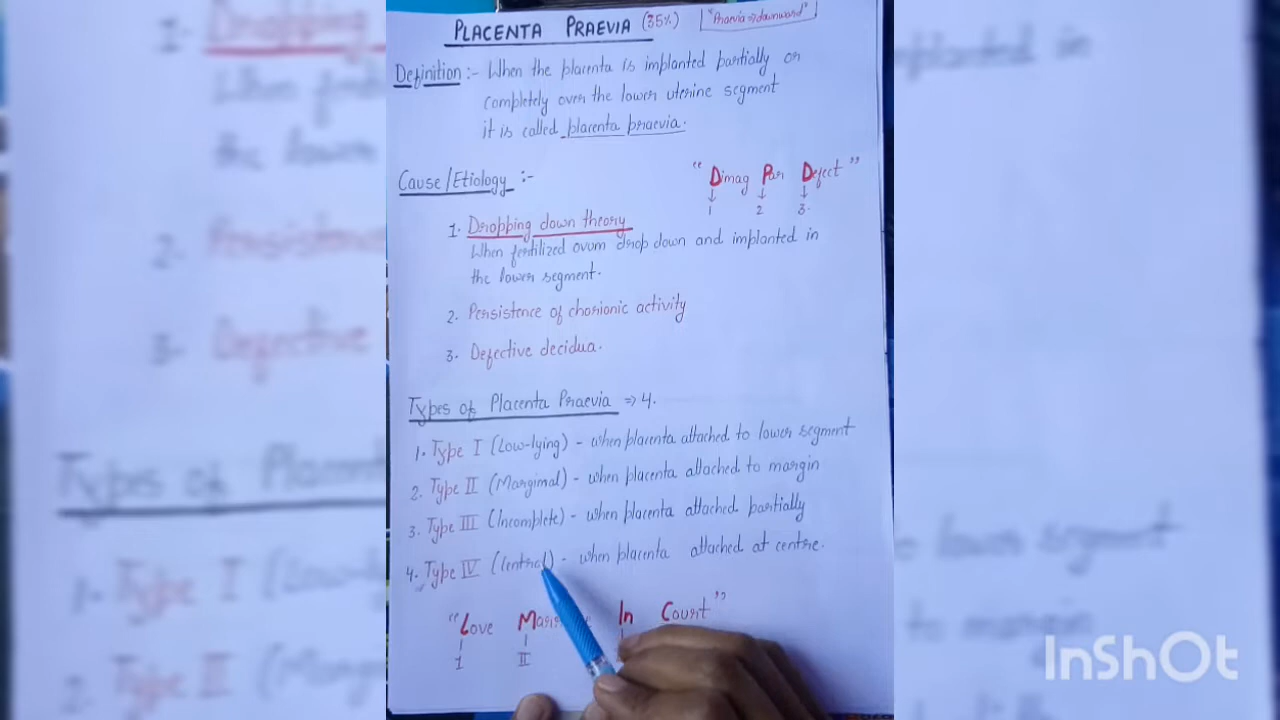 PLACENTA PRAEVIA (35%) "Praevia => downward"
Definition :- When the placenta is implanted partially or
completely over the lower uterine segment
it is called placenta praevia.
Cause/Etiology :-
"Dimag Par Defect"
1 2 3.
1. Dropping down theory
When fertilized ovum drop down and implanted in
the lower segment.
2. Persistence of chorionic activity
3. Defective decidua.
Types of Placenta Praevia => 4.
1. Type I (Low-lying) - when placenta attached to lower segment
2. Type II (Marginal) - when placenta attached to margin
3. Type III (Incomplete) - when placenta attached partially
4. Type IV (Central) - when placenta attached at centre.
"Love In Court"
1 II
InShOt